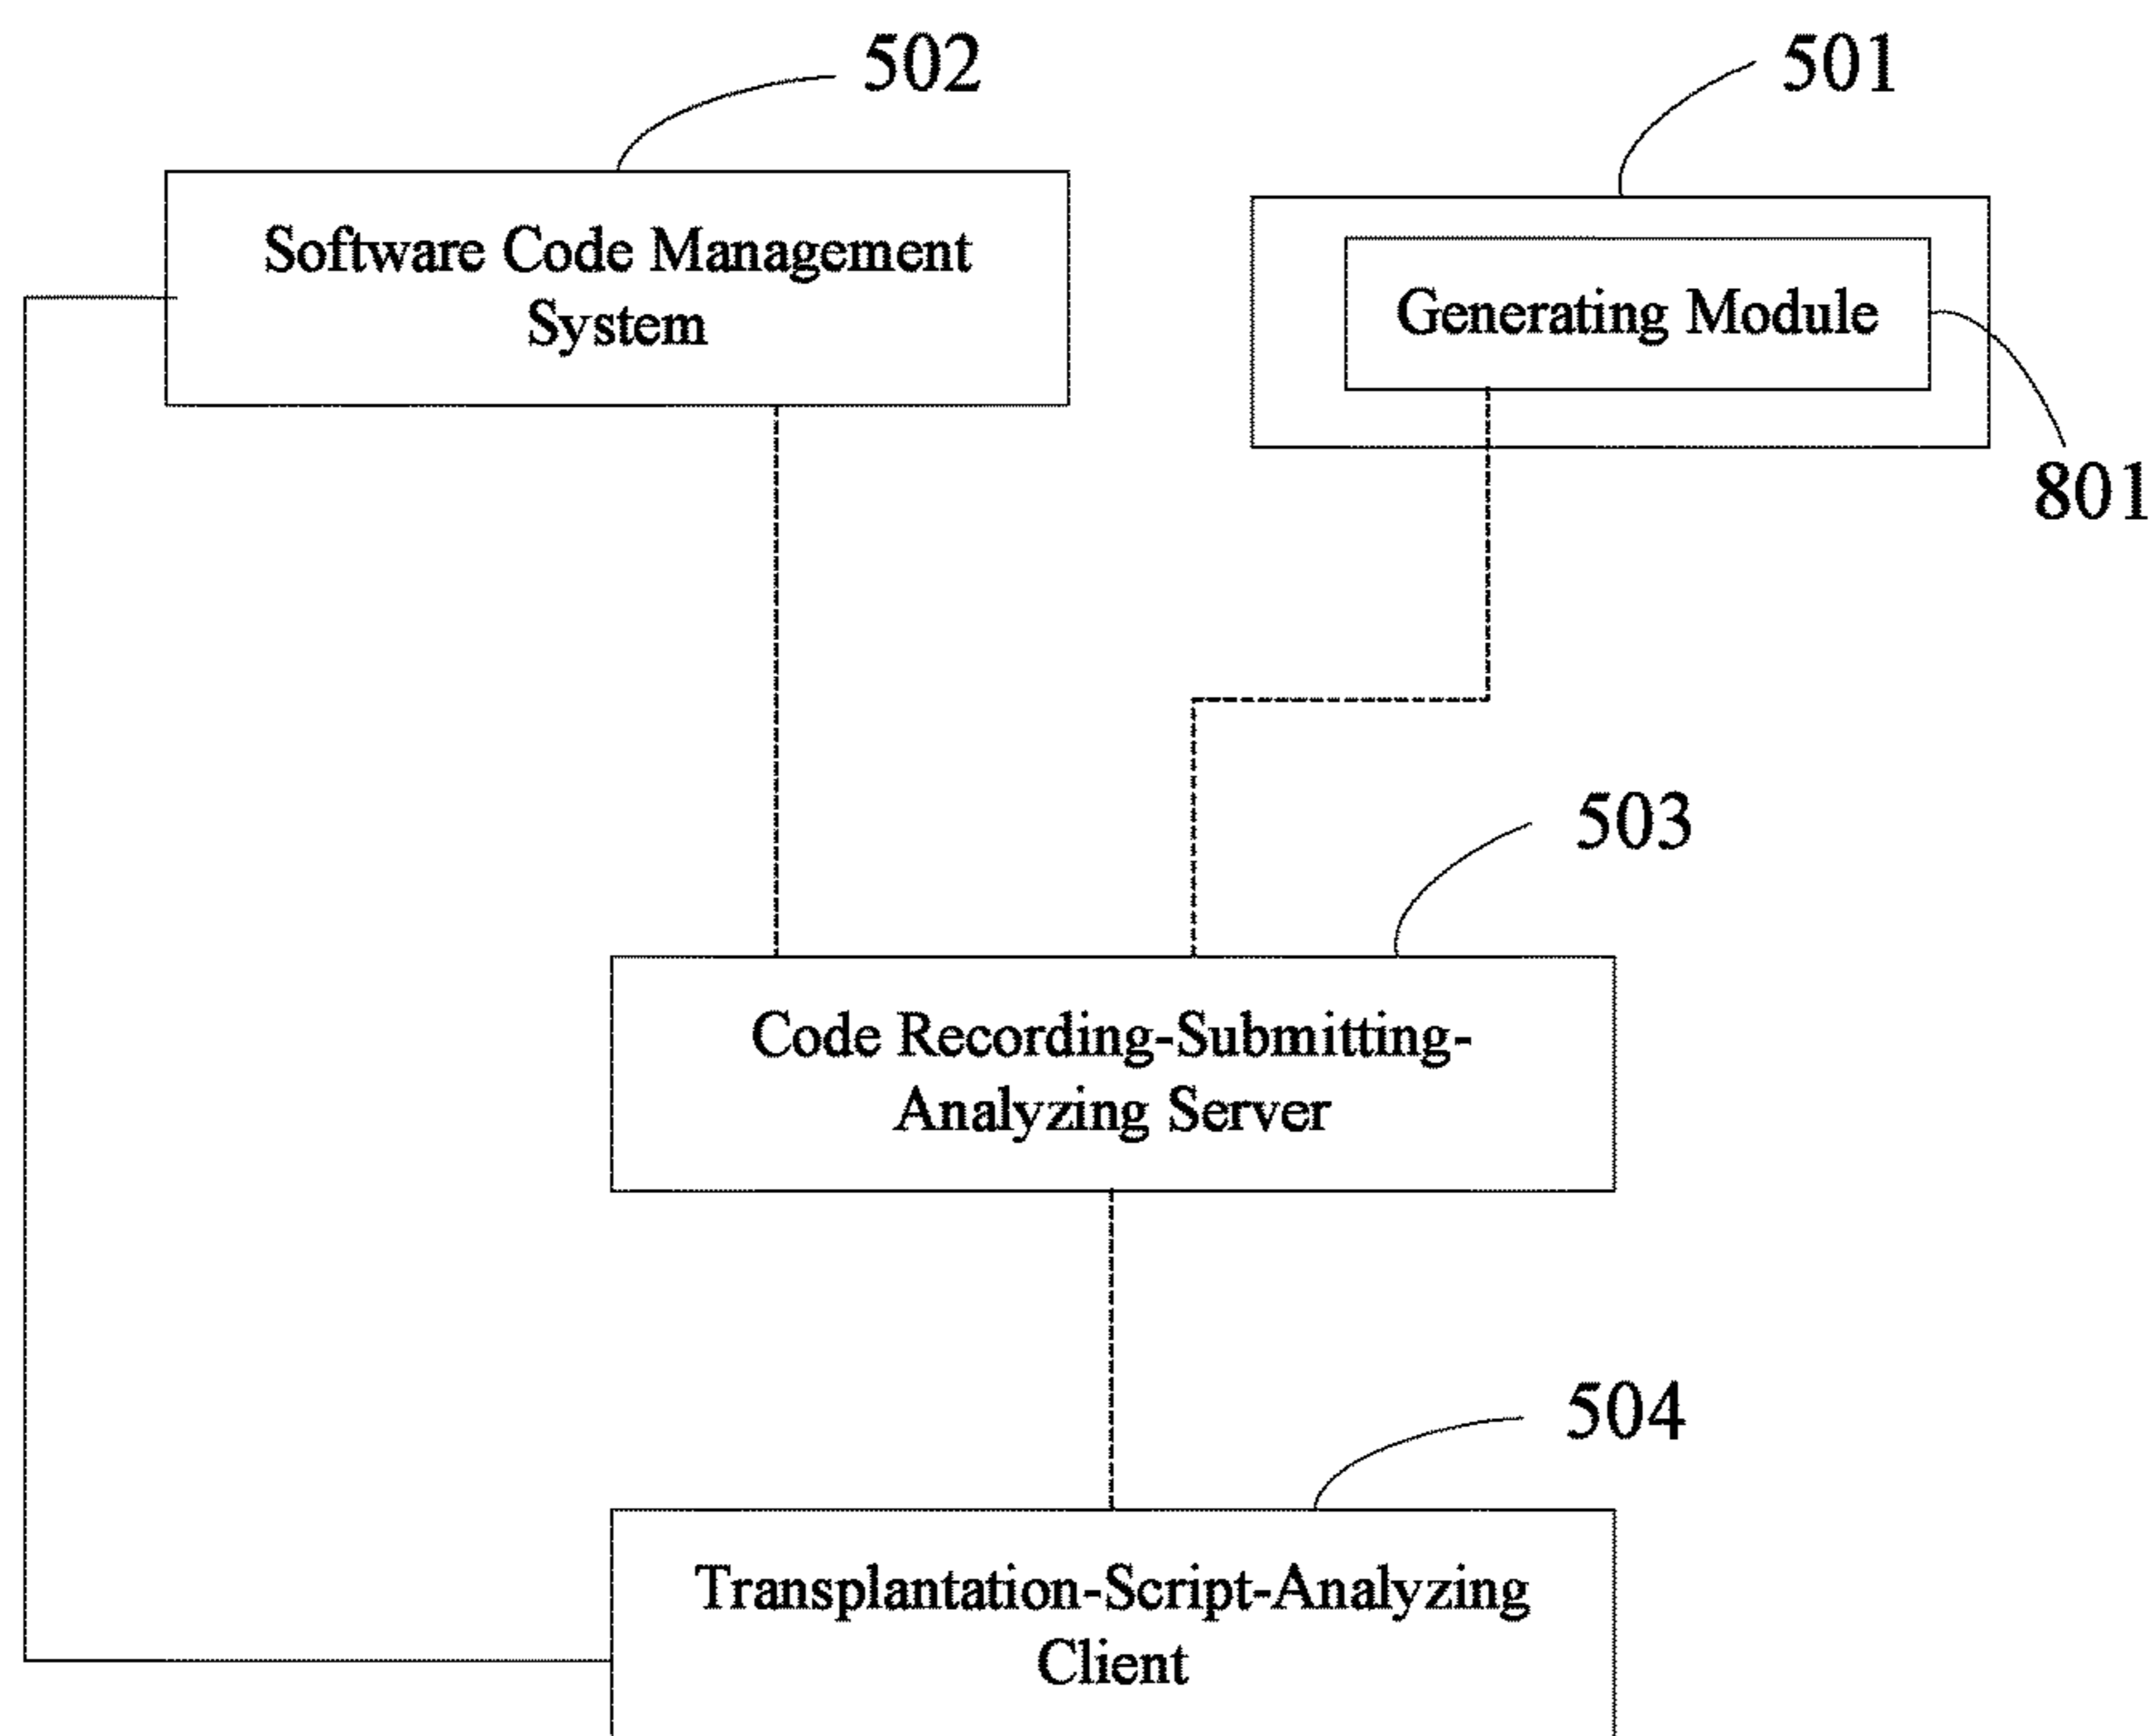 502
501
Software Code Management
System
Generating Module
801
503
Code Recording-Submitting-
Analyzing Server
504
Transplantation-Script-Analyzing
Client